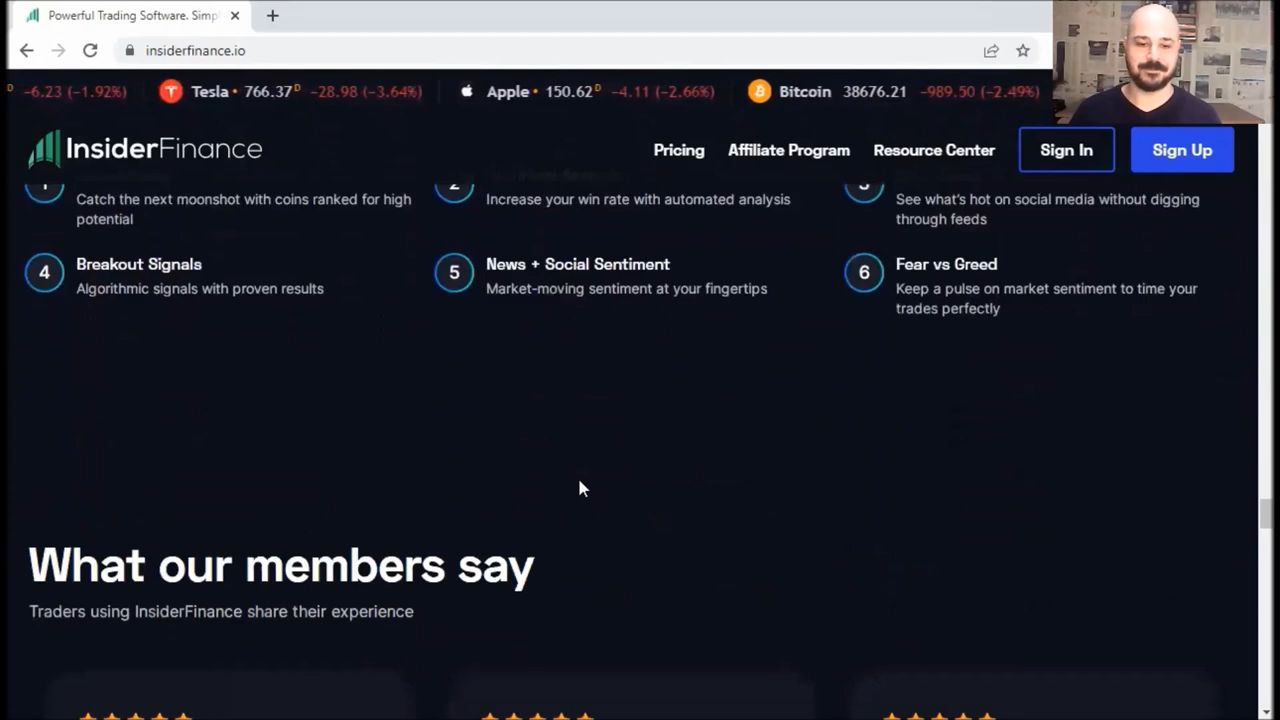 Powerful Trading Software. Simp
insiderfinance.io
D -6.23 (-1.92%) Tesla 766.37 D -28.98 (-3.64%) Apple 150.62 D -4.11 (-2.66%) Bitcoin 38676.21 -989.50 (-2.49%)
InsiderFinance Pricing Affiliate Program Resource Center Sign In Sign Up
1
Catch the next moonshot with coins ranked for high potential
2
Increase your win rate with automated analysis
3
See what's hot on social media without digging through feeds
4 Breakout Signals
Algorithmic signals with proven results
5 News + Social Sentiment
Market-moving sentiment at your fingertips
6 Fear vs Greed
Keep a pulse on market sentiment to time your
trades perfectly
What our members say
Traders using InsiderFinance share their experience